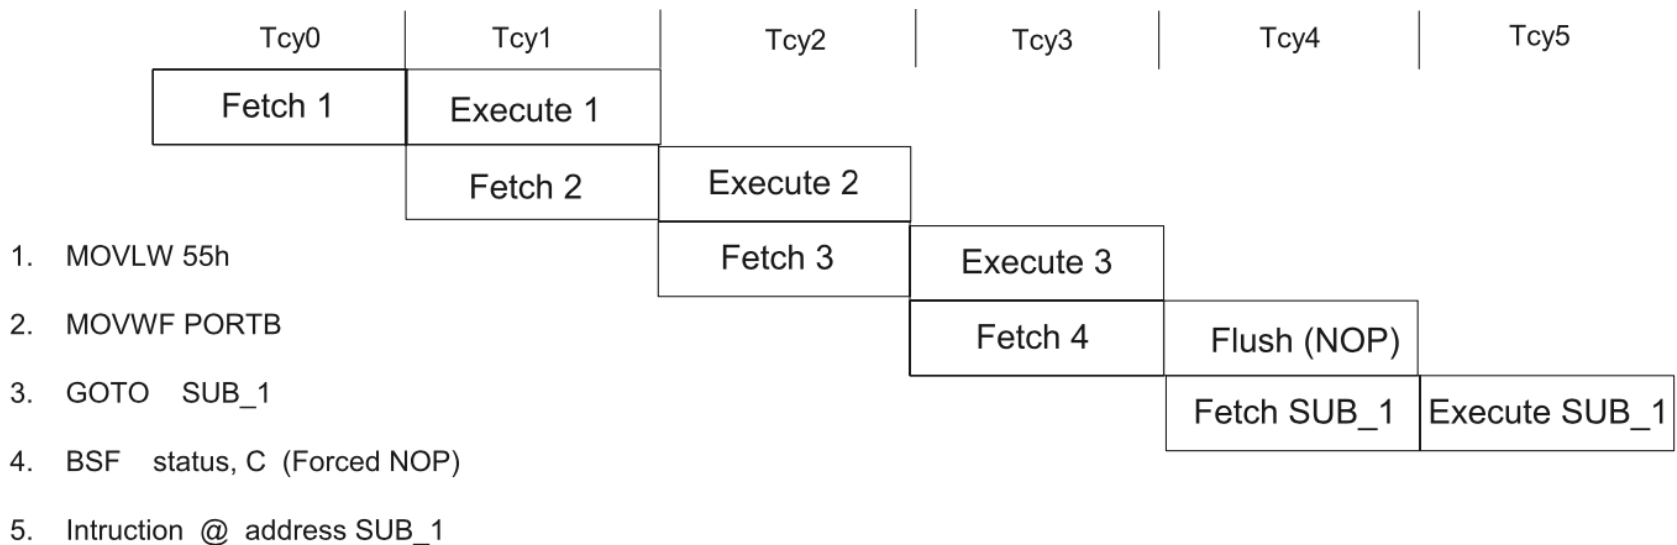 Tcy0 Tcy1 Tcy2 Tcy3 Tcy4 Tcy5
Fetch 1 Execute 1
Fetch 2 Execute 2
Fetch 3 Execute 3
Fetch 4 Flush (NOP)
Fetch SUB_1 Execute SUB_1
1. MOVLW 55h
2. MOVWF PORTB
3. GOTO SUB_1
4. BSF status, C (Forced NOP)
5. Intruction @ address SUB_1